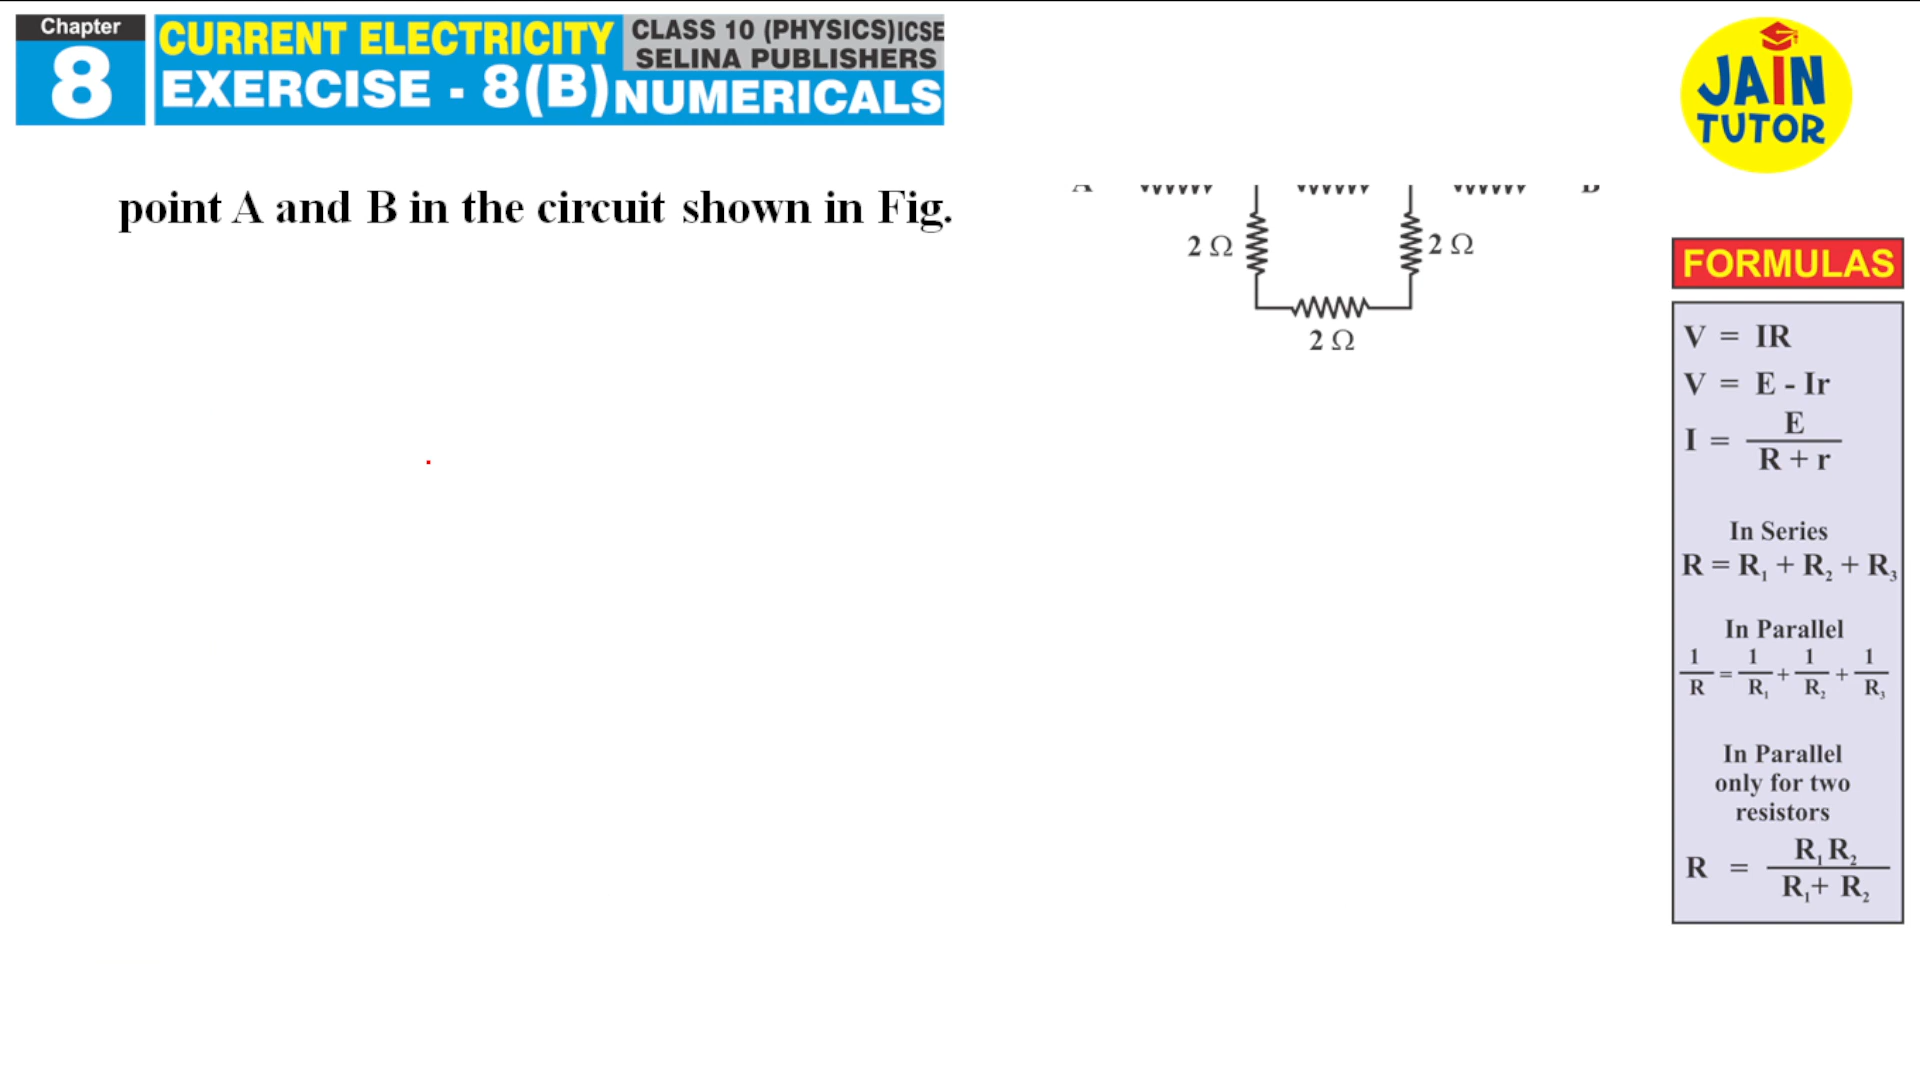 Chapter
8
CURRENT ELECTRICITY
EXERCISE - 8(B)
CLASS 10 (PHYSICS)ICSE
SELINA PUBLISHERS
NUMERICALS
JAIN
TUTOR
point A and B in the circuit shown in Fig.
2 Ω
2 Ω
2 Ω
FORMULAS
V = IR
V = E - Ir
I = E
R + r
In Series
R = R₁ + R₂ + R₃
In Parallel
1 1 1 1
= + +
R R₁ R₂ R₃
In Parallel
only for two
resistors
R = R₁ R₂
R₁+ R₂